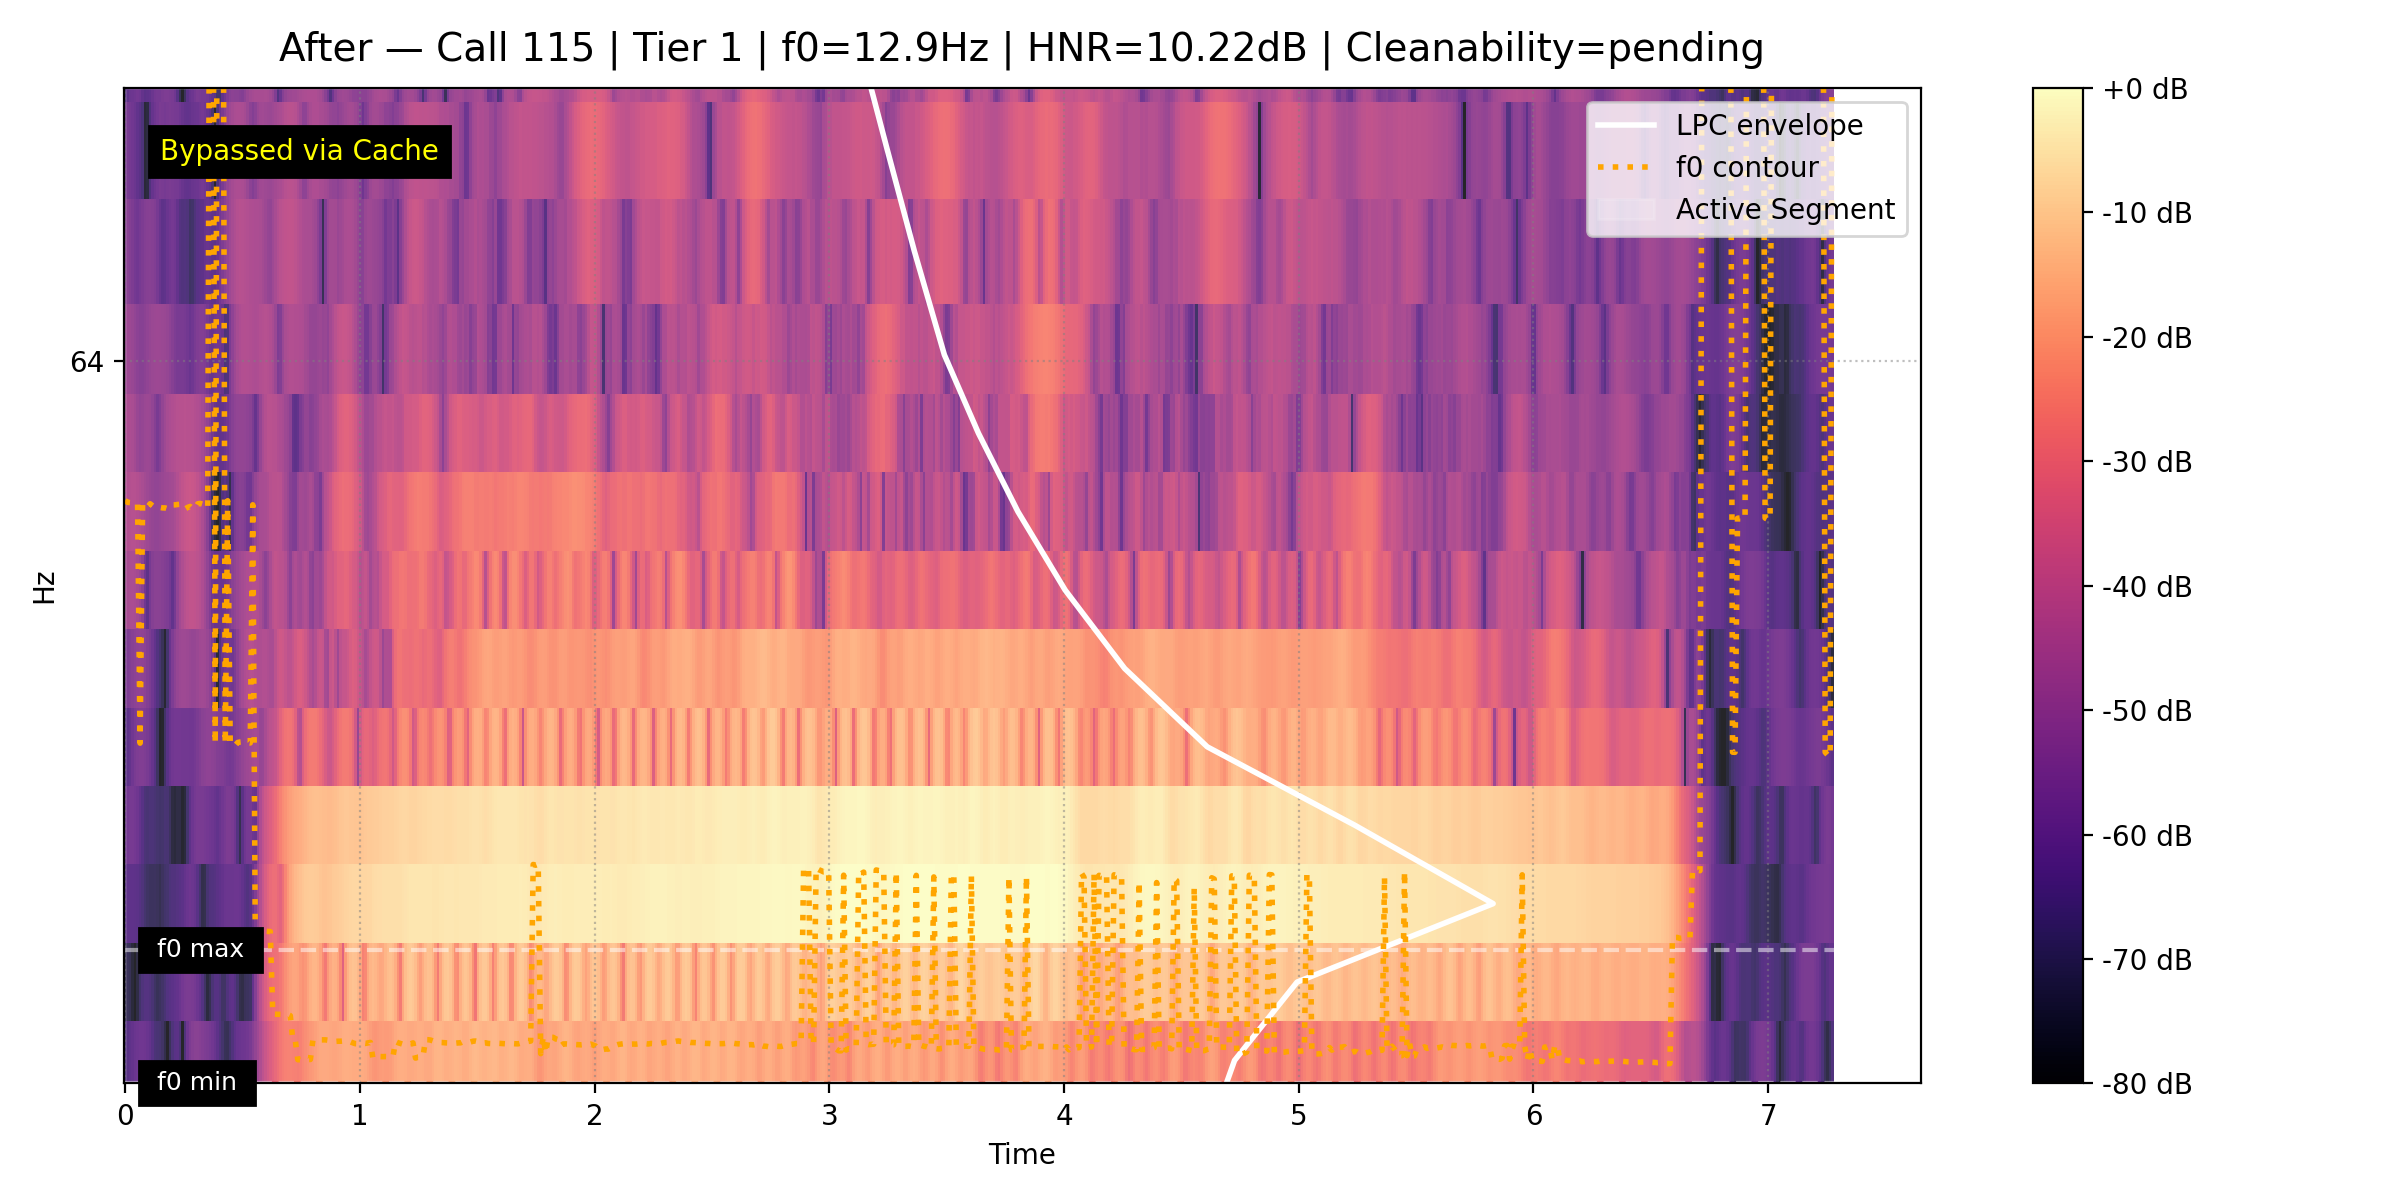 After — Call 115 | Tier 1 | f0=12.9Hz | HNR=10.22dB | Cleanability=pending
Bypassed via Cache
LPC envelope
f0 contour
Active Segment
64
Hz
f0 max
f0 min
0 1 2 3 4 5 6 7
Time
+0 dB
-10 dB
-20 dB
-30 dB
-40 dB
-50 dB
-60 dB
-70 dB
-80 dB